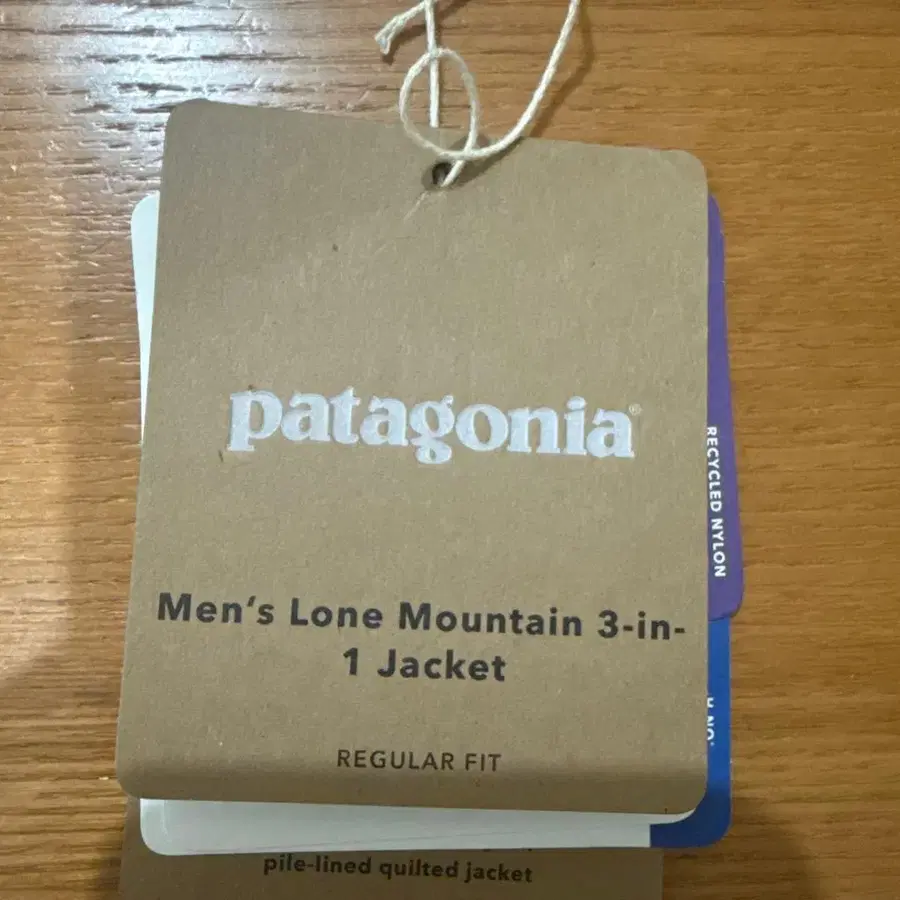 patagonia®
Men's Lone Mountain 3-in-
1 Jacket
REGULAR FIT
RECYCLED NYLON
pile-lined quilted jacket